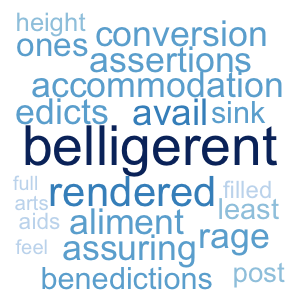 height
ones conversion
assertions
accommodation
edicts avail sink
belligerent
full rendered filled
arts least
aids aliment
feel assuring rage
benedictions post